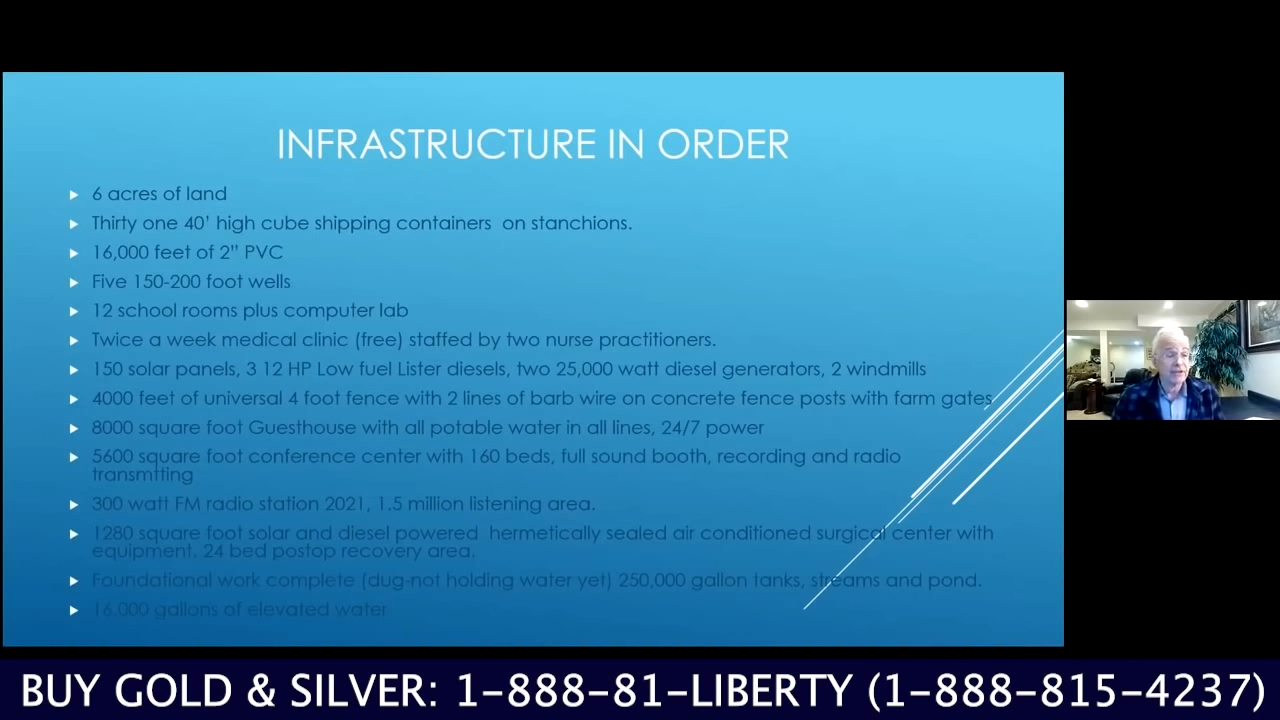 INFRASTRUCTURE IN ORDER
6 acres of land
Thirty one 40' high cube shipping containers on stanchions.
16,000 feet of 2" PVC
Five 150-200 foot wells
12 school rooms plus computer lab
Twice a week medical clinic (free) staffed by two nurse practitioners.
150 solar panels, 3 12 HP Low fuel Lister diesels, two 25,000 watt diesel generators, 2 windmills
4000 feet of universal 4 foot fence with 2 lines of barb wire on concrete fence posts with farm gates.
8000 square foot Guesthouse with all potable water in all lines, 24/7 power
5600 square foot conference center with 160 beds, full sound booth, recording and radio
transmtting
300 watt FM radio station 2021, 1.5 million listening area.
1280 square foot solar and diesel powered hermetically sealed air conditioned surgical center with
equipment. 24 bed postop recovery area.
Foundational work complete (dug-not holding water yet) 250,000 gallon tanks, streams and pond.
16,000 gallons of elevated water
BUY GOLD & SILVER: 1-888-81-LIBERTY (1-888-815-4237)